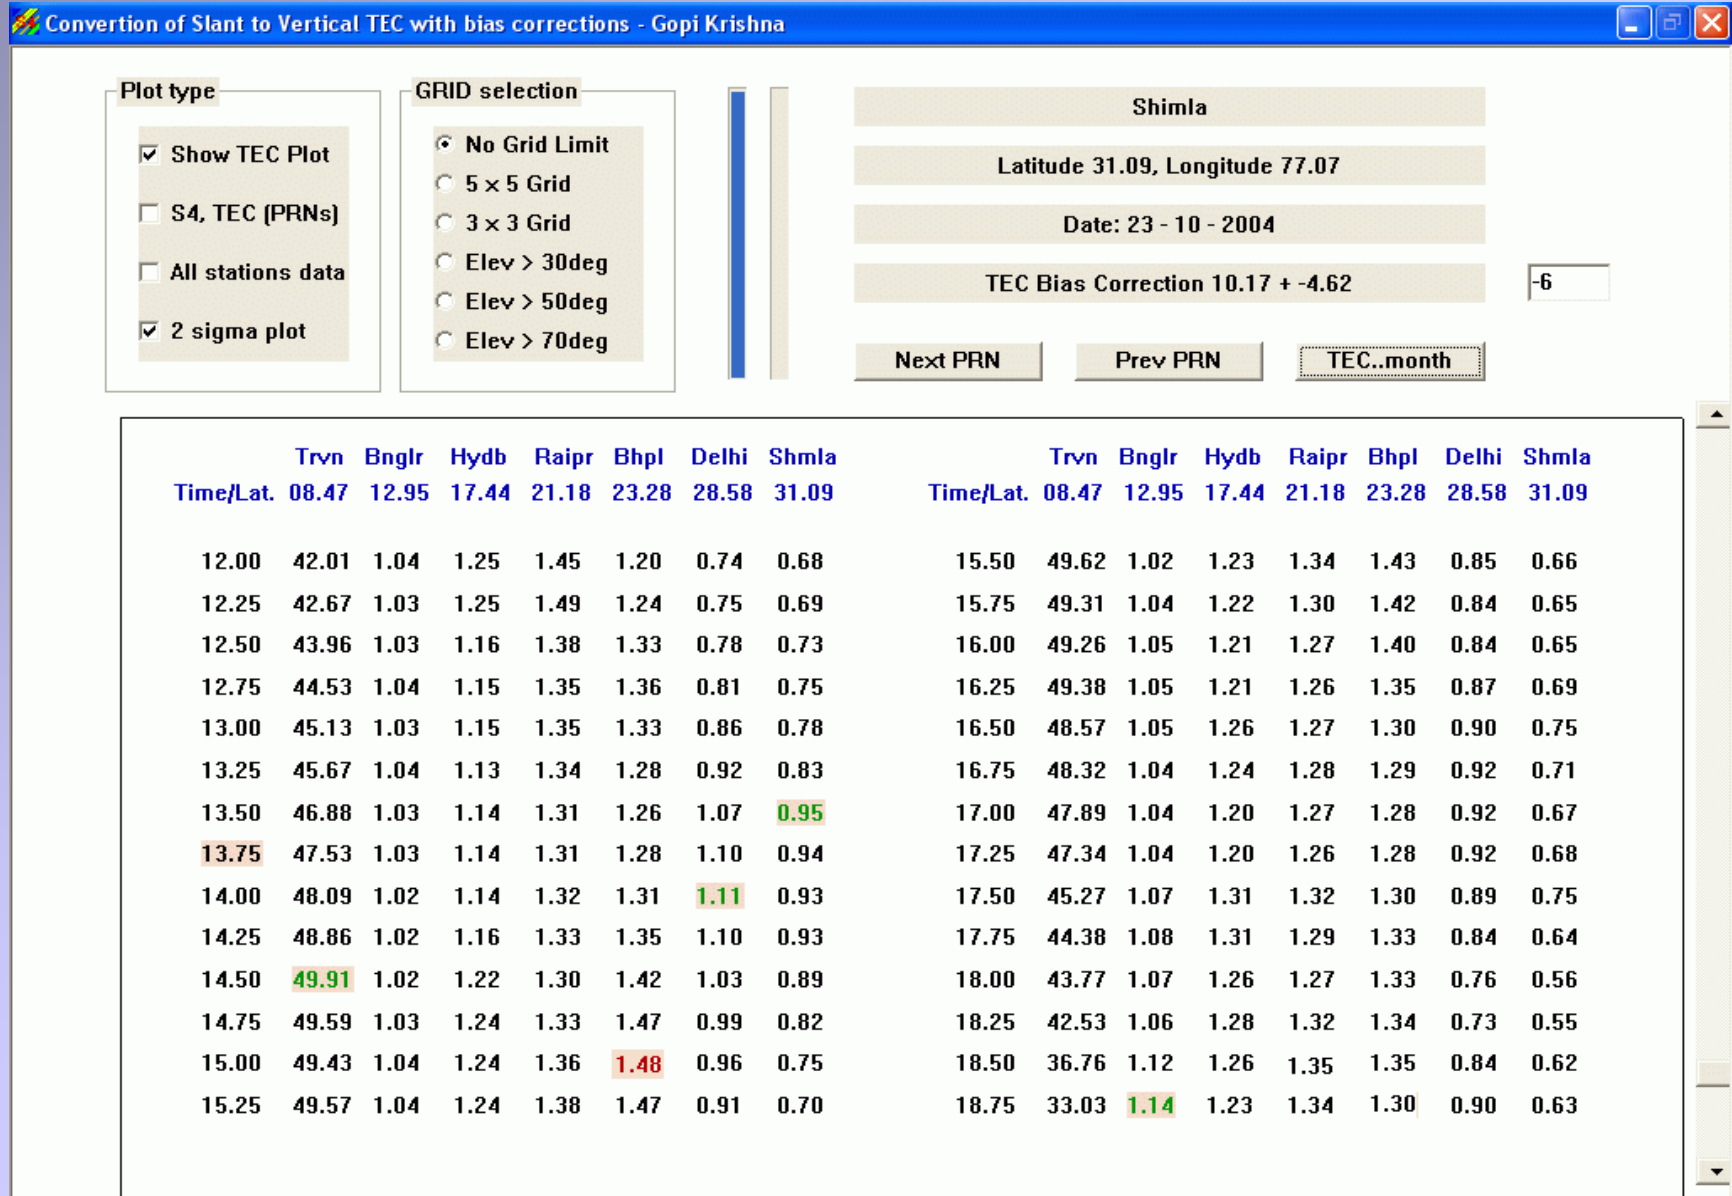 Convertion of Slant to Vertical TEC with bias corrections - Gopi Krishna
Plot type
Show TEC Plot
S4, TEC (PRNs)
All stations data
2 sigma plot
GRID selection
No Grid Limit
5 x 5 Grid
3 x 3 Grid
Elev > 30deg
Elev > 50deg
Elev > 70deg
Shimla
Latitude 31.09, Longitude 77.07
Date: 23 - 10 - 2004
TEC Bias Correction 10.17 + -4.62
-6
Next PRN Prev PRN TEC..month
Trvn Bnglr Hydb Raipr Bhpl Delhi Shmla
Time/Lat. 08.47 12.95 17.44 21.18 23.28 28.58 31.09
12.00 42.01 1.04 1.25 1.45 1.20 0.74 0.68
12.25 42.67 1.03 1.25 1.49 1.24 0.75 0.69
12.50 43.96 1.03 1.16 1.38 1.33 0.78 0.73
12.75 44.53 1.04 1.15 1.35 1.36 0.81 0.75
13.00 45.13 1.03 1.15 1.35 1.33 0.86 0.78
13.25 45.67 1.04 1.13 1.34 1.28 0.92 0.83
13.50 46.88 1.03 1.14 1.31 1.26 1.07 0.95
13.75 47.53 1.03 1.14 1.31 1.28 1.10 0.94
14.00 48.09 1.02 1.14 1.32 1.31 1.11 0.93
14.25 48.86 1.02 1.16 1.33 1.35 1.10 0.93
14.50 49.91 1.02 1.22 1.30 1.42 1.03 0.89
14.75 49.59 1.03 1.24 1.33 1.47 0.99 0.82
15.00 49.43 1.04 1.24 1.36 1.48 0.96 0.75
15.25 49.57 1.04 1.24 1.38 1.47 0.91 0.70
Trvn Bnglr Hydb Raipr Bhpl Delhi Shmla
Time/Lat. 08.47 12.95 17.44 21.18 23.28 28.58 31.09
15.50 49.62 1.02 1.23 1.34 1.43 0.85 0.66
15.75 49.31 1.04 1.22 1.30 1.42 0.84 0.65
16.00 49.26 1.05 1.21 1.27 1.40 0.84 0.65
16.25 49.38 1.05 1.21 1.26 1.35 0.87 0.69
16.50 48.57 1.05 1.26 1.27 1.30 0.90 0.75
16.75 48.32 1.04 1.24 1.28 1.29 0.92 0.71
17.00 47.89 1.04 1.20 1.27 1.28 0.92 0.67
17.25 47.34 1.04 1.20 1.26 1.28 0.92 0.68
17.50 45.27 1.07 1.31 1.32 1.30 0.89 0.75
17.75 44.38 1.08 1.31 1.29 1.33 0.84 0.64
18.00 43.77 1.07 1.26 1.27 1.33 0.76 0.56
18.25 42.53 1.06 1.28 1.32 1.34 0.73 0.55
18.50 36.76 1.12 1.26 1.35 1.35 0.84 0.62
18.75 33.03 1.14 1.23 1.34 1.30 0.90 0.63